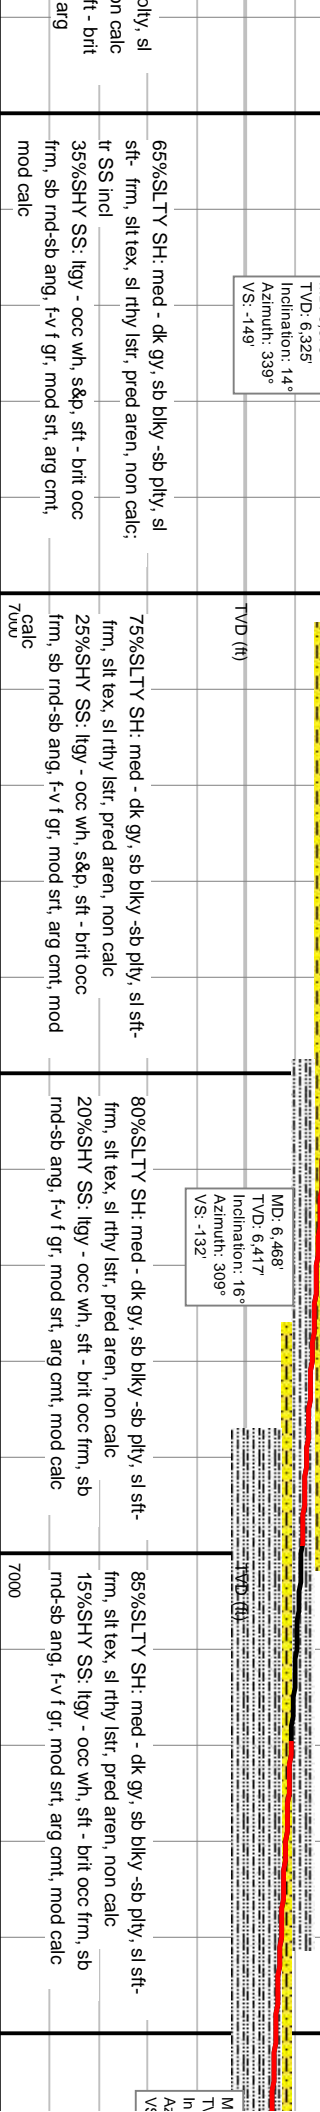 plty, sl
on calc
ft - brit
arg
TVD: 6,325'
Inclination: 14°
Azimuth: 339°
VS: -149'
65%SLTY SH: med - dk gy, sb blky -sb plty, sl
sft- frm, slt tex, sl rthy lstr, pred aren, non calc;
tr SS incl
35%SHY SS: ltgy - occ wh, s&p, sft - brit occ
frm, sb rnd-sb ang, f-v f gr, mod srt, arg cmt,
mod calc
TVD (ft)
75%SLTY SH: med - dk gy, sb blky -sb plty, sl sft-
frm, slt tex, sl rthy lstr, pred aren, non calc
25%SHY SS: ltgy - occ wh, s&p, sft - brit occ
frm, sb rnd-sb ang, f-v f gr, mod srt, arg cmt, mod
calc
7000
MD: 6,468'
TVD: 6,417'
Inclination: 16°
Azimuth: 309°
VS: -132'
80%SLTY SH: med - dk gy, sb blky -sb plty, sl sft-
frm, slt tex, sl rthy lstr, pred aren, non calc
20%SHY SS: ltgy - occ wh, sft - brit occ frm, sb
rnd-sb ang, f-v f gr, mod srt, arg cmt, mod calc
TVD (ft)
85%SLTY SH: med - dk gy, sb blky -sb plty, sl sft-
frm, slt tex, sl rthy lstr, pred aren, non calc
15%SHY SS: ltgy - occ wh, sft - brit occ frm, sb
rnd-sb ang, f-v f gr, mod srt, arg cmt, mod calc
7000
M
TV
In
Az
VS